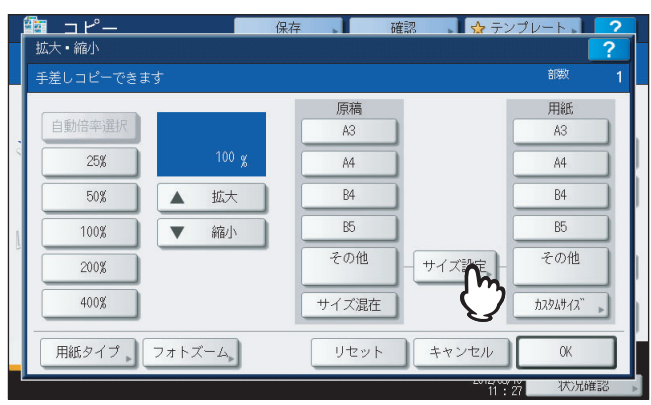 コピー 保存 確認 テンプレート ?
拡大・縮小 ?
手差しコピーできます 部数 1
原稿 用紙
自動倍率選択 100 % A3 A3
25% A4 A4
50% ▲ 拡大 B4 B4
100% ▼ 縮小 B5 B5
200% その他 サイズ設定 その他
400% サイズ混在 カスタムサイズ
用紙タイプ フォトズーム リセット キャンセル OK
11:27 状況確認